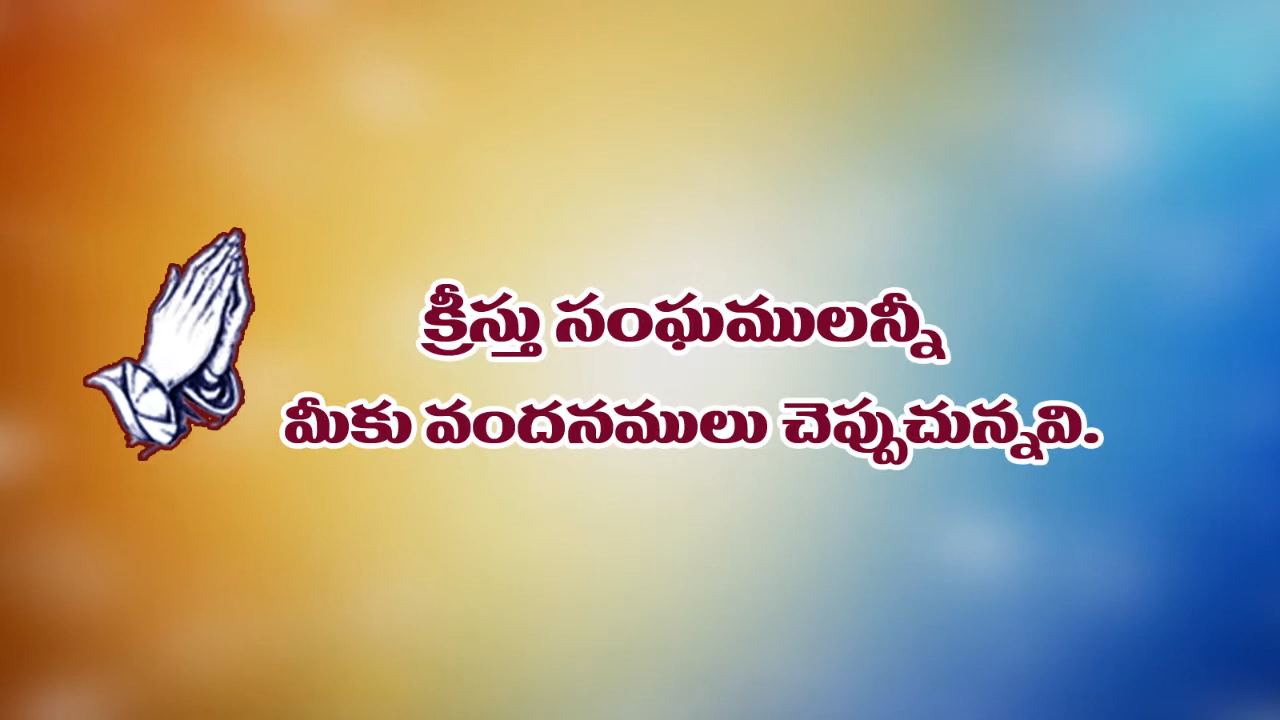 క్రీస్తు సంఘములన్నీ
మీకు వందనములు చెప్పుచున్నవి.